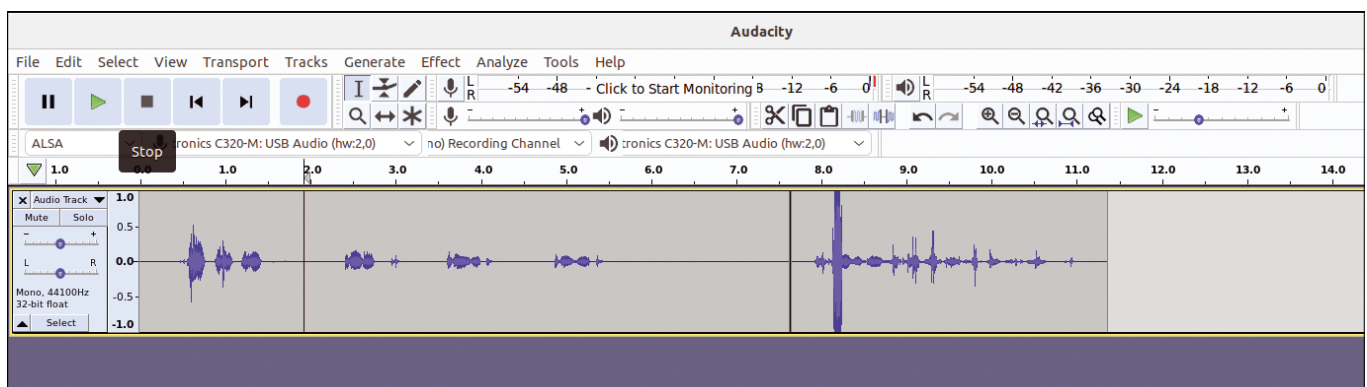 Audacity
File Edit Select View Transport Tracks Generate Effect Analyze Tools Help
L R -54 -48 - Click to Start Monitoring 8 -12 -6 0 L R -54 -48 -42 -36 -30 -24 -18 -12 -6 0
- + - + - +
ALSA tronics C320-M: USB Audio (hw:2,0) no) Recording Channel tronics C320-M: USB Audio (hw:2,0)
Stop
1.0 0.0 1.0 2.0 3.0 4.0 5.0 6.0 7.0 8.0 9.0 10.0 11.0 12.0 13.0 14.0
X Audio Track 1.0
Mute Solo
- + 0.5
L R 0.0
Mono, 44100Hz
32-bit float -0.5
Select -1.0